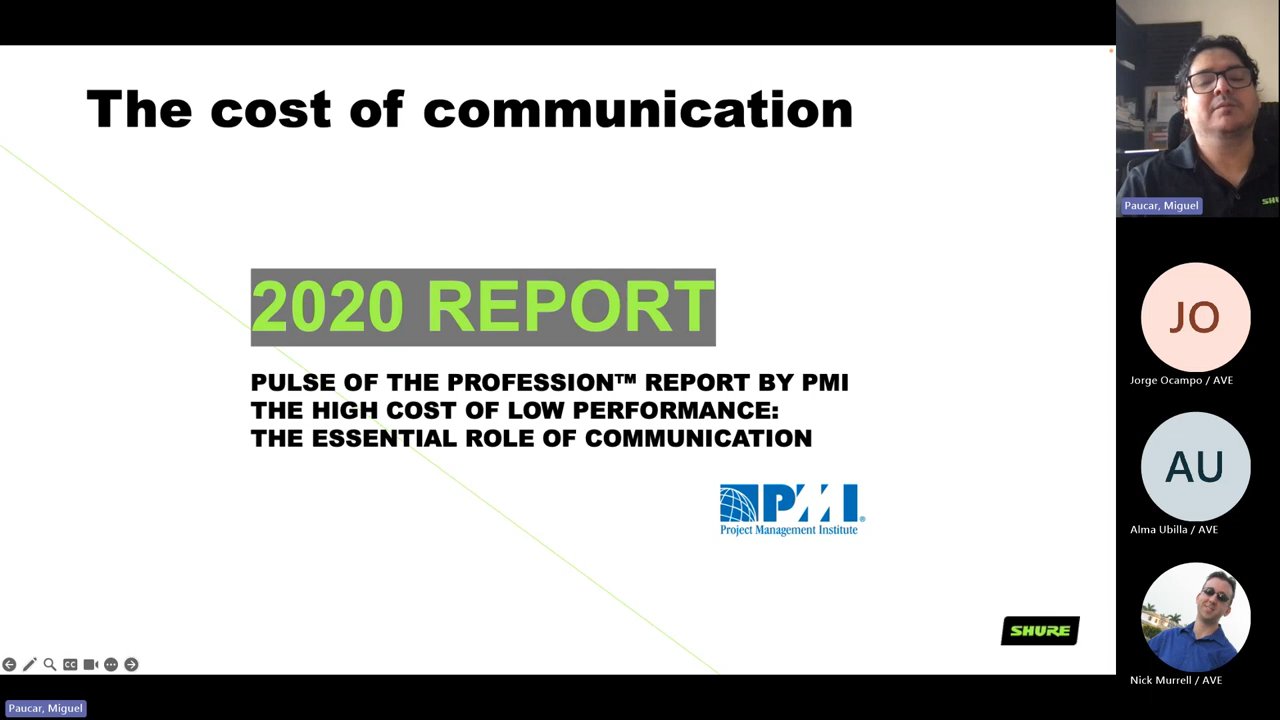 The cost of communication
2020 REPORT
PULSE OF THE PROFESSION™ REPORT BY PMI
THE HIGH COST OF LOW PERFORMANCE:
THE ESSENTIAL ROLE OF COMMUNICATION
PMI®
Project Management Institute
SHURE
CC
Paucar, Miguel
SH
Paucar, Miguel
JO
Jorge Ocampo / AVE
AU
Alma Ubilla / AVE
Nick Murrell / AVE